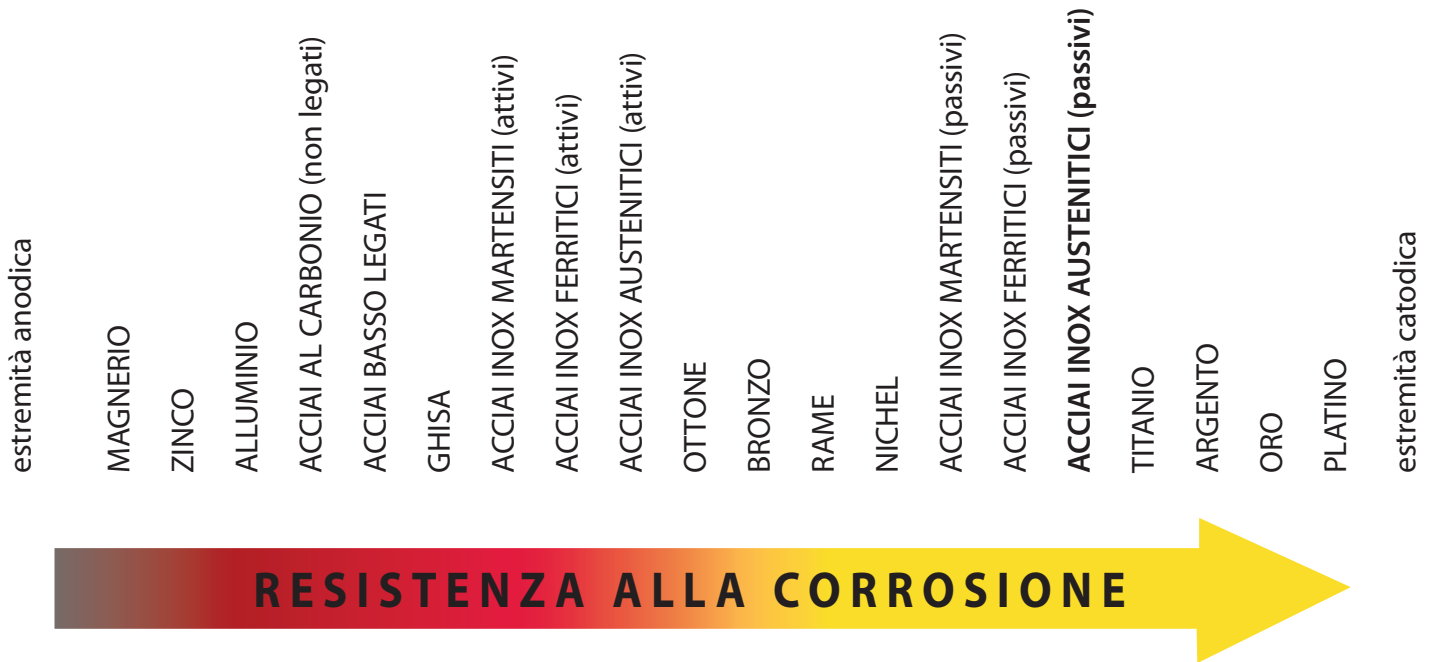 estremità anodica
MAGNERIO
ZINCO
ALLUMINIO
ACCIAI AL CARBONIO (non legati)
ACCIAI BASSO LEGATI
GHISA
ACCIAI INOX MARTENSITI (attivi)
ACCIAI INOX FERRITICI (attivi)
ACCIAI INOX AUSTENITICI (attivi)
OTTONE
BRONZO
RAME
NICHEL
ACCIAI INOX MARTENSITI (passivi)
ACCIAI INOX FERRITICI (passivi)
ACCIAI INOX AUSTENITICI (passivi)
TITANIO
ARGENTO
ORO
PLATINO
estremità catodica
RESISTENZA ALLA CORROSIONE